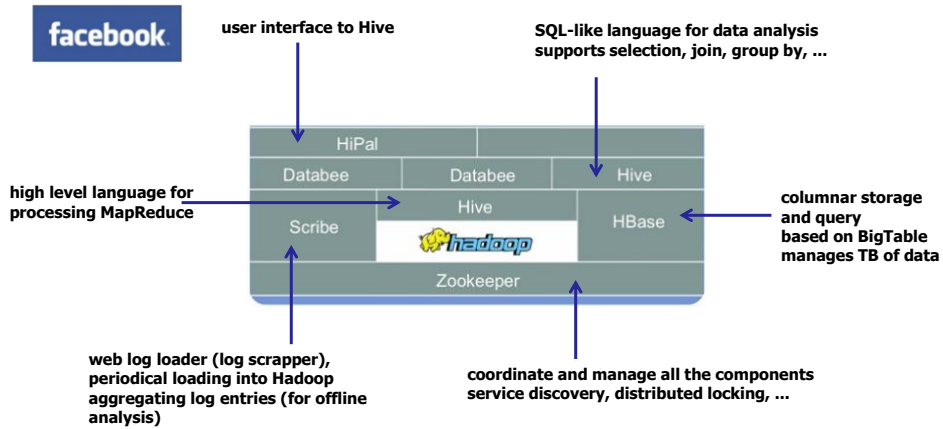 facebook
user interface to Hive
SQL-like language for data analysis
supports selection, join, group by, ...
HiPal
Databee
Databee
Hive
high level language for
processing MapReduce
Hive
Scribe
hadoop
HBase
columnar storage
and query
based on BigTable
manages TB of data
Zookeeper
web log loader (log scrapper),
periodical loading into Hadoop
aggregating log entries (for offline
analysis)
coordinate and manage all the components
service discovery, distributed locking, ...